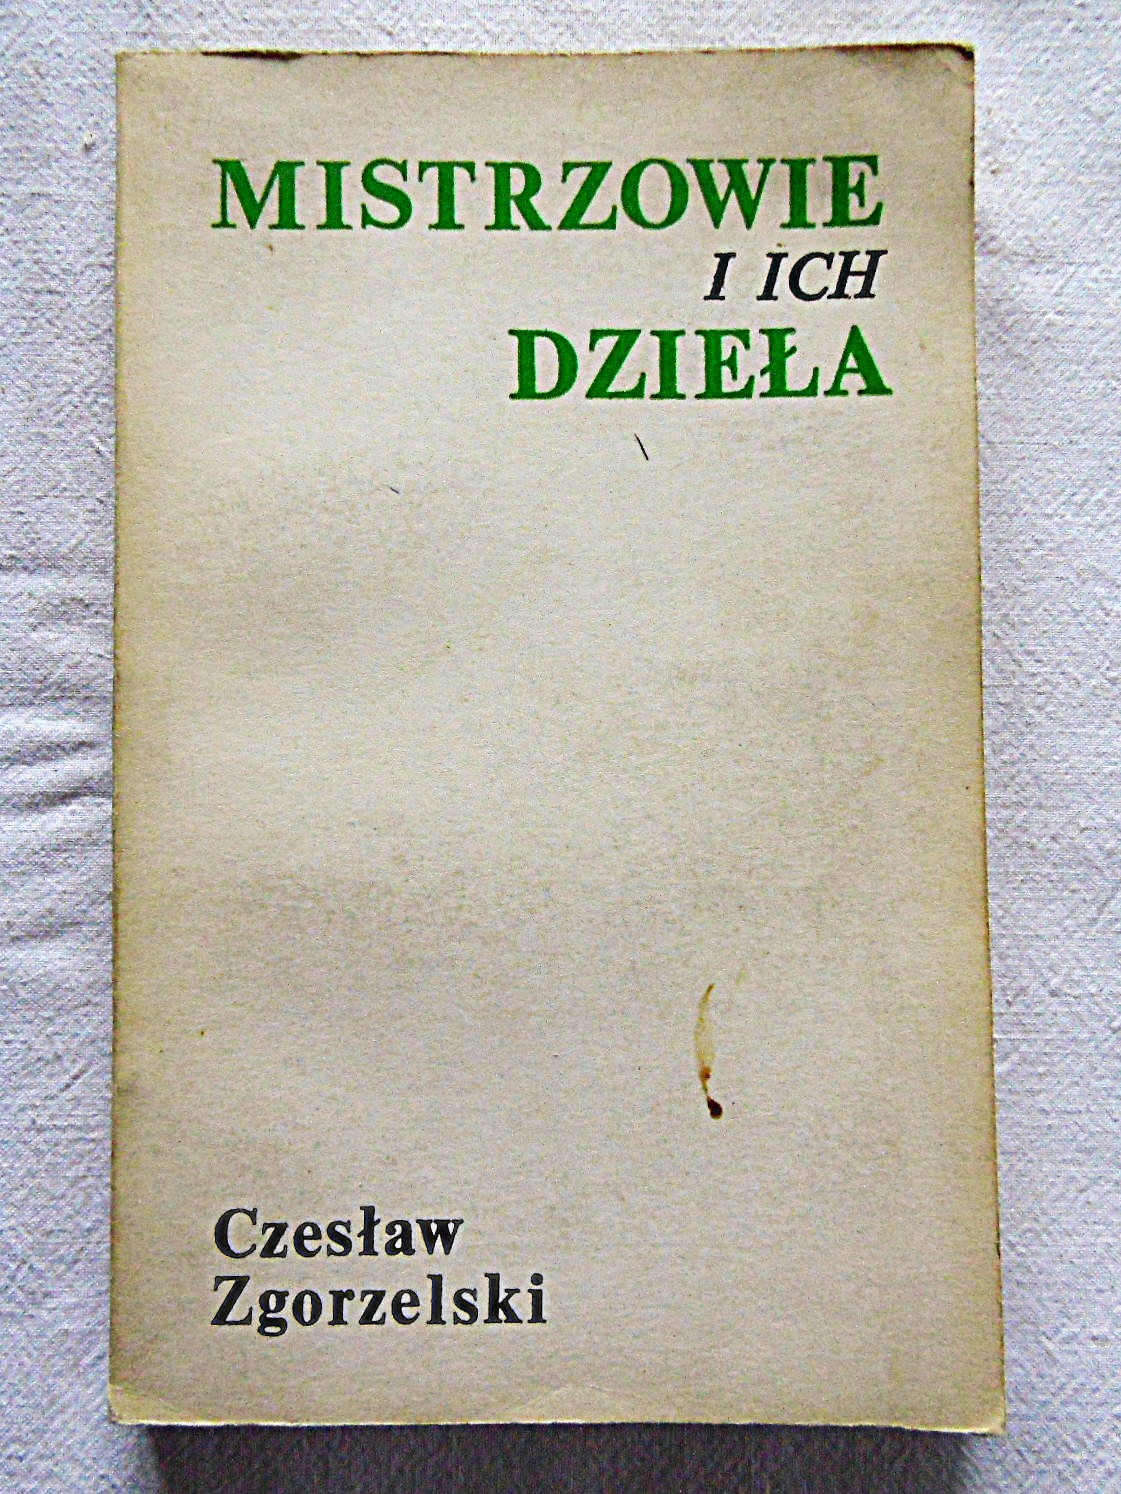 MISTRZOWIE
I ICH
DZIEŁA
Czesław
Zgorzelski